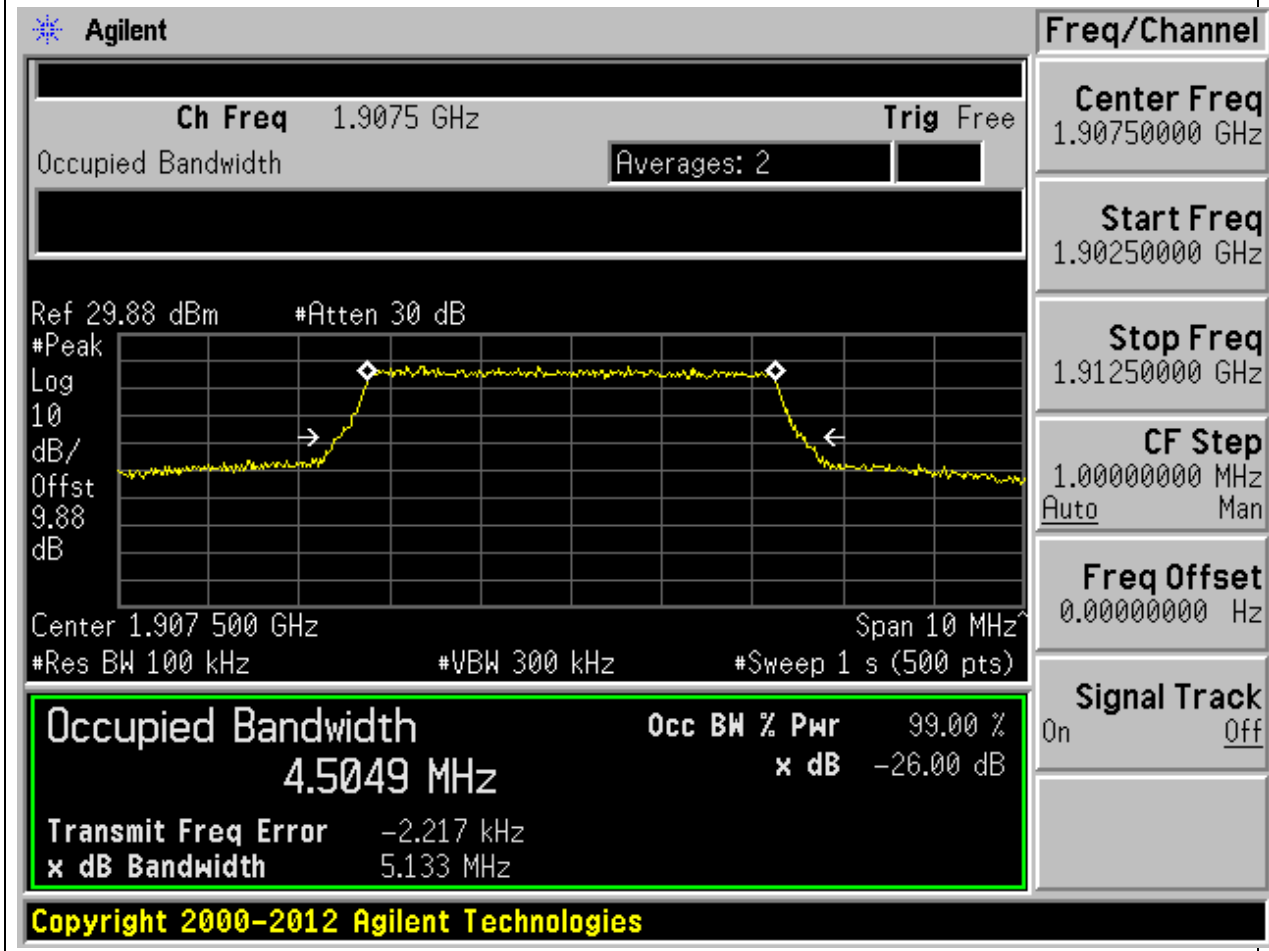 Agilent
Freq/Channel
Ch Freq 1.9075 GHz Trig Free
Occupied Bandwidth Averages: 2
Ref 29.88 dBm #Atten 30 dB
#Peak
Log
10
dB/
Offst
9.88
dB
Center 1.907 500 GHz Span 10 MHz^
#Res BW 100 kHz #VBW 300 kHz #Sweep 1 s (500 pts)
Occupied Bandwidth Occ BW % Pwr 99.00 %
4.5049 MHz x dB -26.00 dB
Transmit Freq Error -2.217 kHz
x dB Bandwidth 5.133 MHz
Center Freq
1.90750000 GHz
Start Freq
1.90250000 GHz
Stop Freq
1.91250000 GHz
CF Step
1.00000000 MHz
Auto Man
Freq Offset
0.00000000 Hz
Signal Track
On Off
Copyright 2000-2012 Agilent Technologies